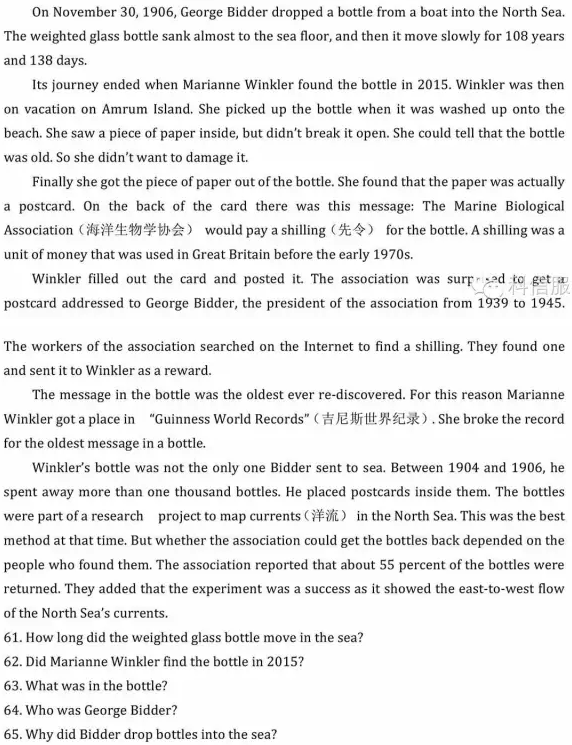 On November 30, 1906, George Bidder dropped a bottle from a boat into the North Sea.
The weighted glass bottle sank almost to the sea floor, and then it move slowly for 108 years
and 138 days.
Its journey ended when Marianne Winkler found the bottle in 2015. Winkler was then
on vacation on Amrum Island. She picked up the bottle when it was washed up onto the
beach. She saw a piece of paper inside, but didn't break it open. She could tell that the bottle
was old. So she didn't want to damage it.
Finally she got the piece of paper out of the bottle. She found that the paper was actually
a postcard. On the back of the card there was this message: The Marine Biological
Association（海洋生物学协会） would pay a shilling（先令） for the bottle. A shilling was a
unit of money that was used in Great Britain before the early 1970s.
Winkler filled out the card and posted it. The association was to get a
postcard addressed to George Bidder, the president of the association from 1939 to 1945.
科信服
The workers of the association searched on the Internet to find a shilling. They found one
and sent it to Winkler as a reward.
The message in the bottle was the oldest ever re-discovered. For this reason Marianne
Winkler got a place in “Guinness World Records”（吉尼斯世界纪录）. She broke the record
for the oldest message in a bottle.
Winkler's bottle was not the only one Bidder sent to sea. Between 1904 and 1906, he
spent away more than one thousand bottles. He placed postcards inside them. The bottles
were part of a research project to map currents（洋流） in the North Sea. This was the best
method at that time. But whether the association could get the bottles back depended on the
people who found them. The association reported that about 55 percent of the bottles were
returned. They added that the experiment was a success as it showed the east-to-west flow
of the North Sea's currents.
61. How long did the weighted glass bottle move in the sea?
62. Did Marianne Winkler find the bottle in 2015?
63. What was in the bottle?
64. Who was George Bidder?
65. Why did Bidder drop bottles into the sea?